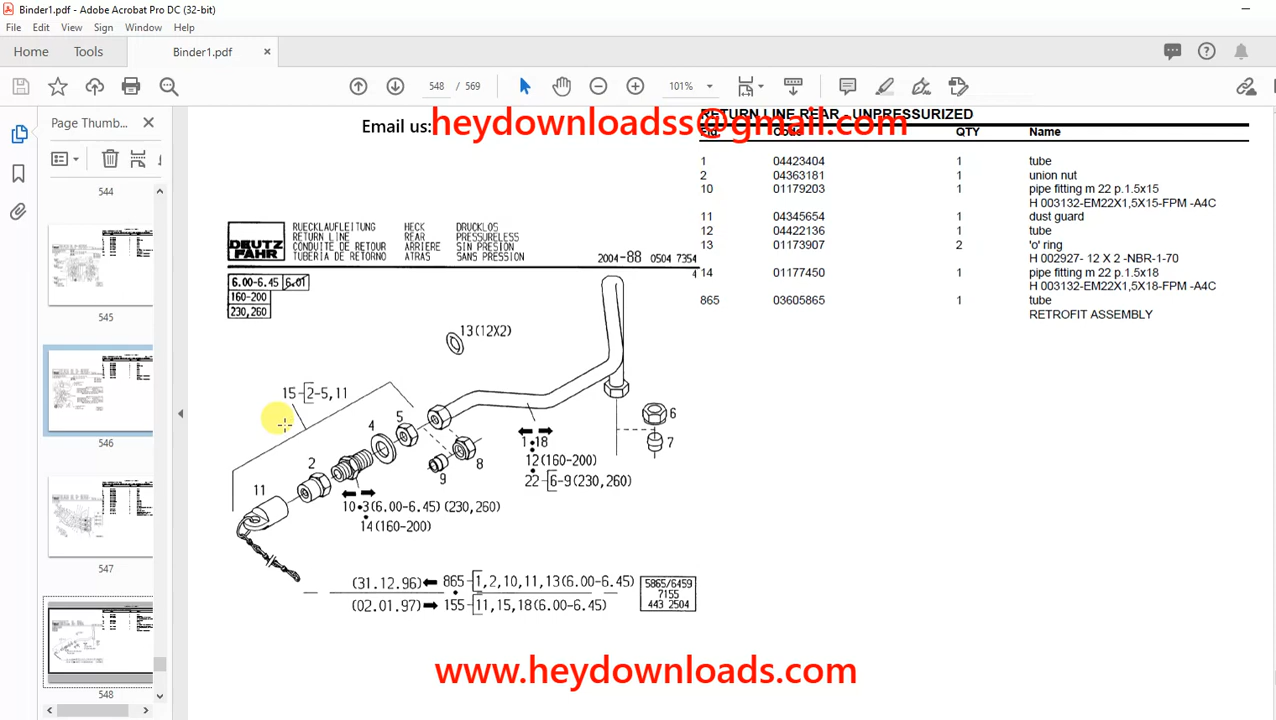 Binder1.pdf - Adobe Acrobat Pro DC (32-bit)
File Edit View Sign Window Help
Home Tools Binder1.pdf ×
548 / 569 101%
Page Thumb...
544
545
546
547
548
Email us:heydownloadss@gmail.com
RETURN LINE REAR - UNPRESSURIZED
Fig. Code QTY Name
1 04423404 1 tube
2 04363181 1 union nut
10 01179203 1 pipe fitting m 22 p.1.5x15
H 003132-EM22X1,5X15-FPM -A4C
11 04345654 1 dust guard
12 04422136 1 tube
13 01173907 2 'o' ring
H 002927- 12 X 2 -NBR-1-70
14 01177450 1 pipe fitting m 22 p.1.5x18
H 003132-EM22X1,5X18-FPM -A4C
865 03605865 1 tube
RETROFIT ASSEMBLY
DEUTZ FAHR
RUECKLAUFLEITUNG HECK DRUCKLOS
RETURN LINE REAR PRESSURELESS
CONDUITE DE RETOUR ARRIERE SIN PRESION
TUBERIA DE RETORNO ATRAS SANS PRESSION
2004-88 0504 7354
4
6.00-6.45 6.01
160-200
230,260
13(12X2)
15-[2-5,11
5
4
6
7
2
8
9
11
1•18
12(160-200)
22-[6-9(230,260)
10•3(6.00-6.45)(230,260)
14(160-200)
(31.12.96) 865-[1,2,10,11,13(6.00-6.45)
(02.01.97) 155-[11,15,18(6.00-6.45)
5865/6459
7155
443 2504
www.heydownloads.com